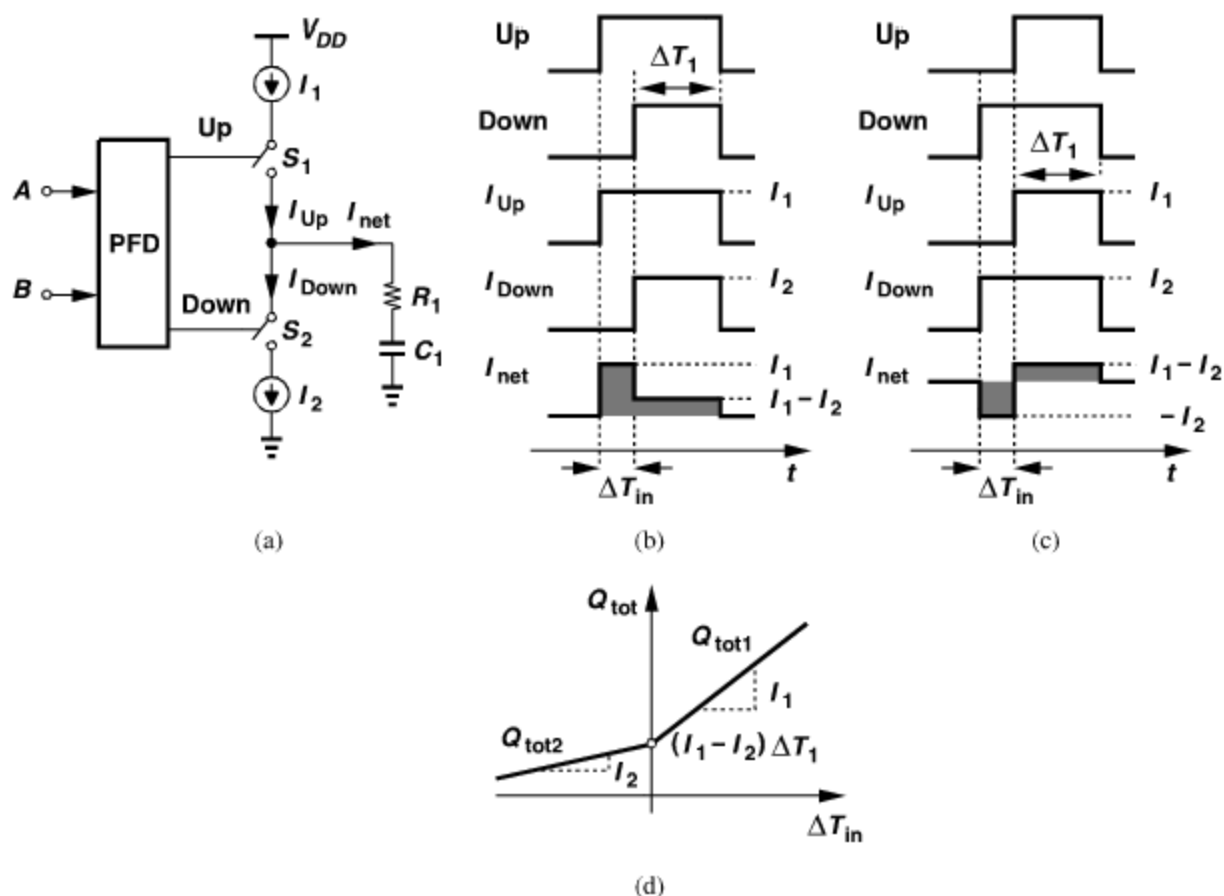 V_DD
I_1
Up
S_1
A
I_Up I_net
PFD
B
I_Down
Down
S_2
R_1
C_1
I_2
(a)
Up
ΔT_1
Down
I_Up I_1
I_Down I_2
I_net I_1
I_1 – I_2
t
ΔT_in
(b)
Up
Down
ΔT_1
I_Up I_1
I_Down I_2
I_net I_1 – I_2
– I_2
t
ΔT_in
(c)
Q_tot
Q_tot1
I_1
Q_tot2
(I_1 – I_2) ΔT_1
I_2
ΔT_in
(d)